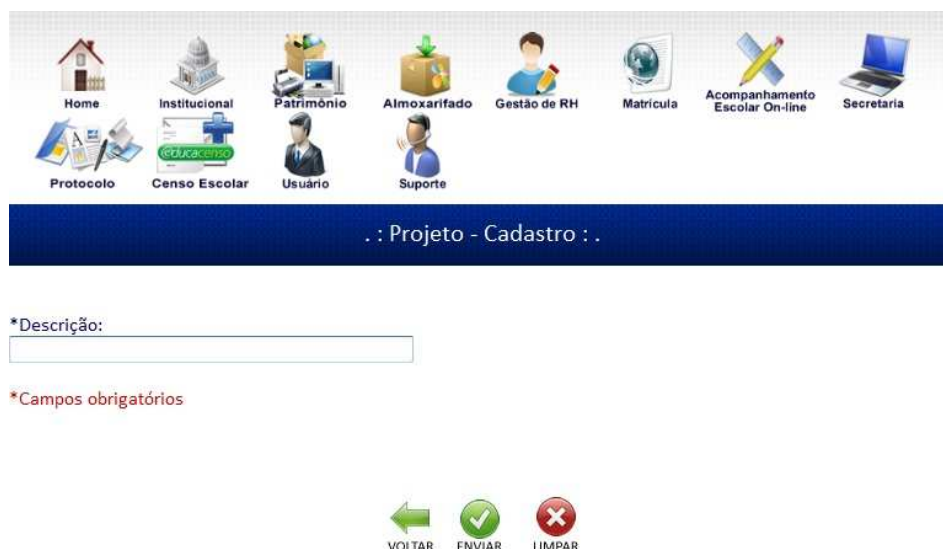 Home Institucional Patrimônio Almoxarifado Gestão de RH Matrícula Acompanhamento Escolar On-line Secretaria
educacenso
Protocolo Censo Escolar Usuário Suporte
. : Projeto - Cadastro : .
*Descrição:
*Campos obrigatórios
VOLTAR ENVIAR LIMPAR